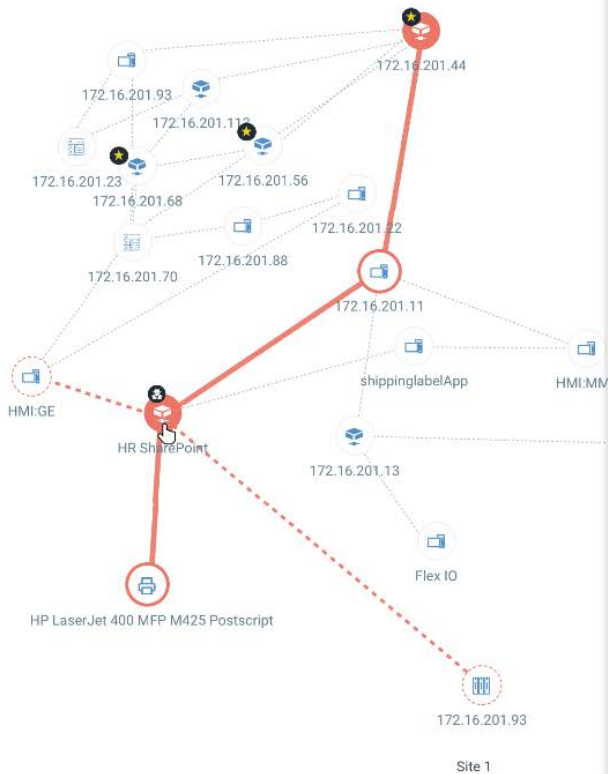 172.16.201.44
172.16.201.93
172.16.201.113
172.16.201.23
172.16.201.56
172.16.201.68
172.16.201.22
172.16.201.88
172.16.201.70
172.16.201.11
shippinglabelApp
HMI:MM
HMI:GE
HR SharePoint
172.16.201.13
Flex IO
HP LaserJet 400 MFP M425 Postscript
172.16.201.93
Site 1